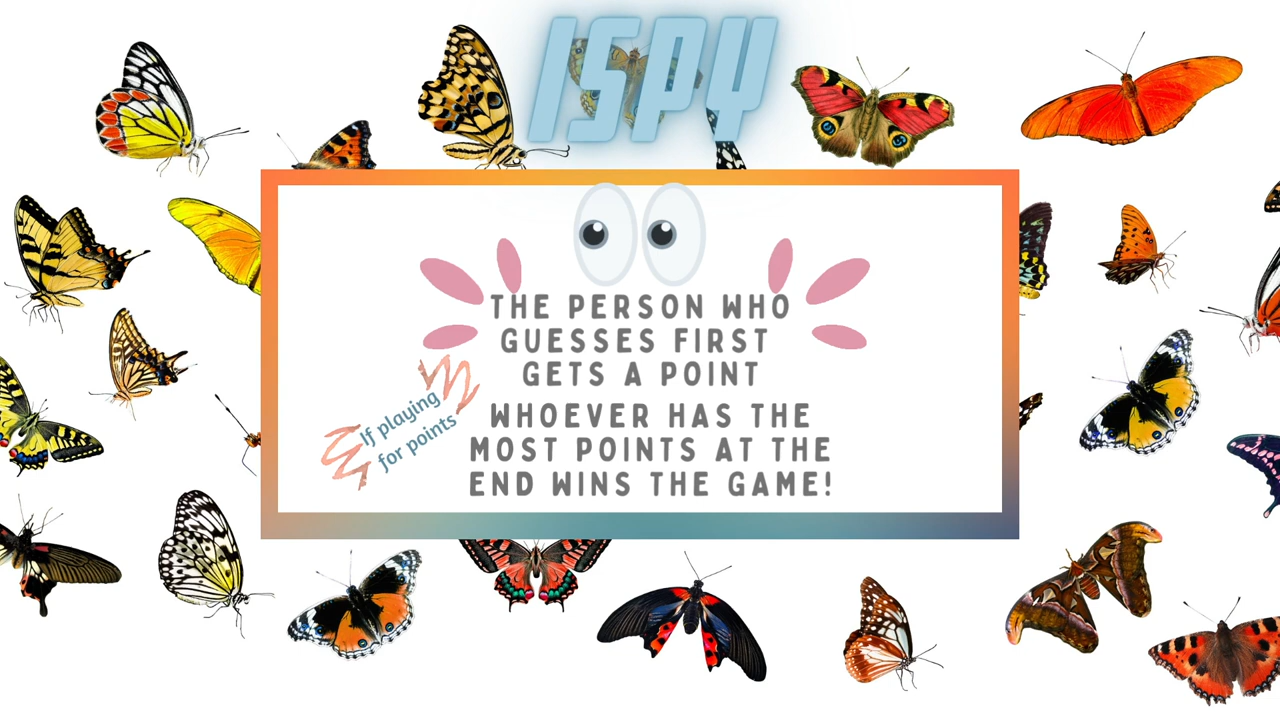 ISPY
THE PERSON WHO
GUESSES FIRST
GETS A POINT
If playing
for points
WHOEVER HAS THE
MOST POINTS AT THE
END WINS THE GAME!